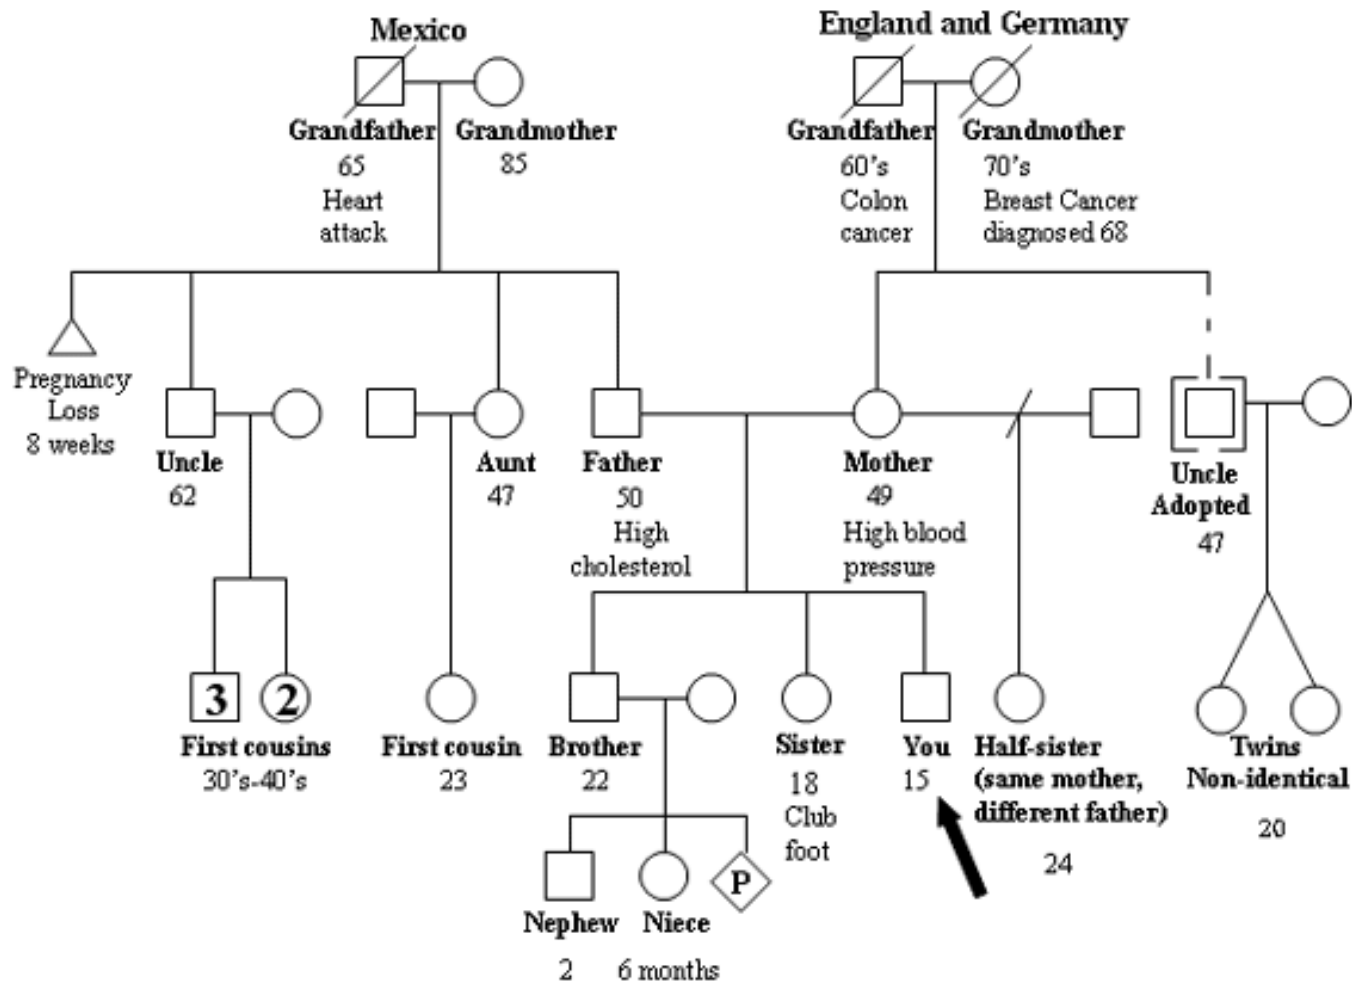 Mexico
England and Germany
Grandfather
65
Heart
attack
Grandmother
85
Grandfather
60's
Colon
cancer
Grandmother
70's
Breast Cancer
diagnosed 68
Pregnancy
Loss
8 weeks
Uncle
62
Aunt
47
Father
50
High
cholesterol
Mother
49
High blood
pressure
Uncle
Adopted
47
3
2
First cousins
30's-40's
First cousin
23
Brother
22
Sister
18
Club
foot
You
15
Half-sister
(same mother,
different father)
24
Twins
Non-identical
20
P
Nephew
2
Niece
6 months